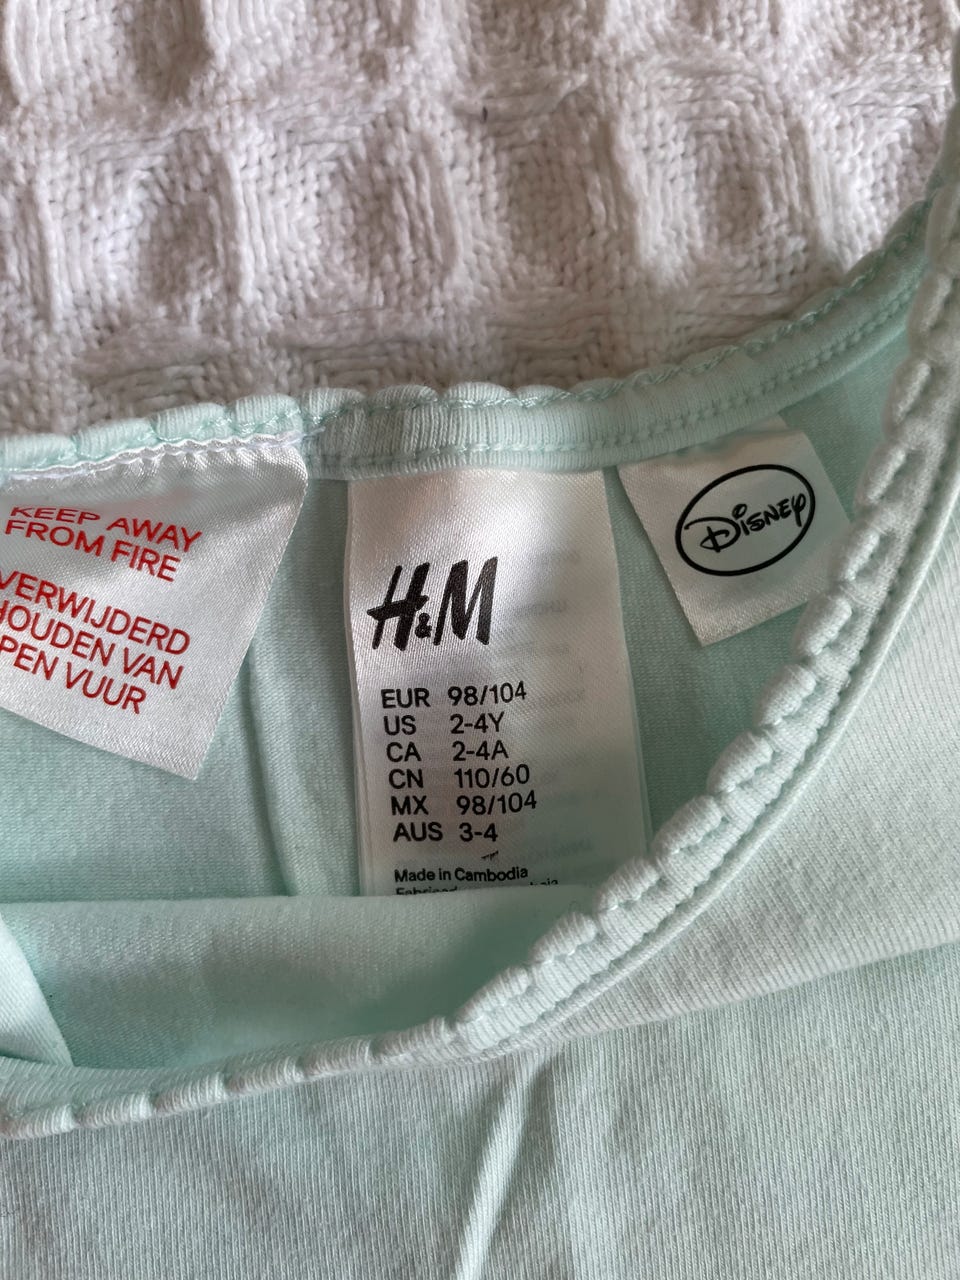 KEEP AWAY
FROM FIRE
VERWIJDERD
HOUDEN VAN
OPEN VUUR
H&M
EUR 98/104
US 2-4Y
CA 2-4A
CN 110/60
MX 98/104
AUS 3-4
Made in Cambodia
Disney